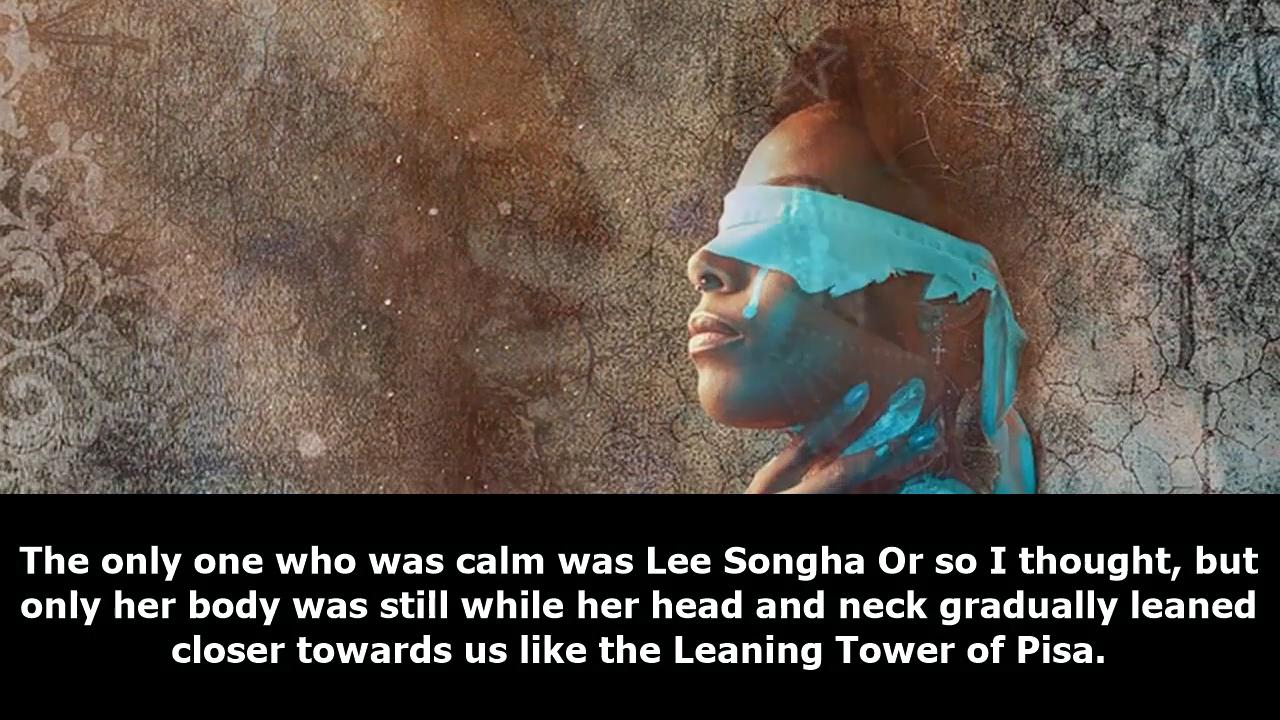 The only one who was calm was Lee Songha Or so I thought, but
only her body was still while her head and neck gradually leaned
closer towards us like the Leaning Tower of Pisa.